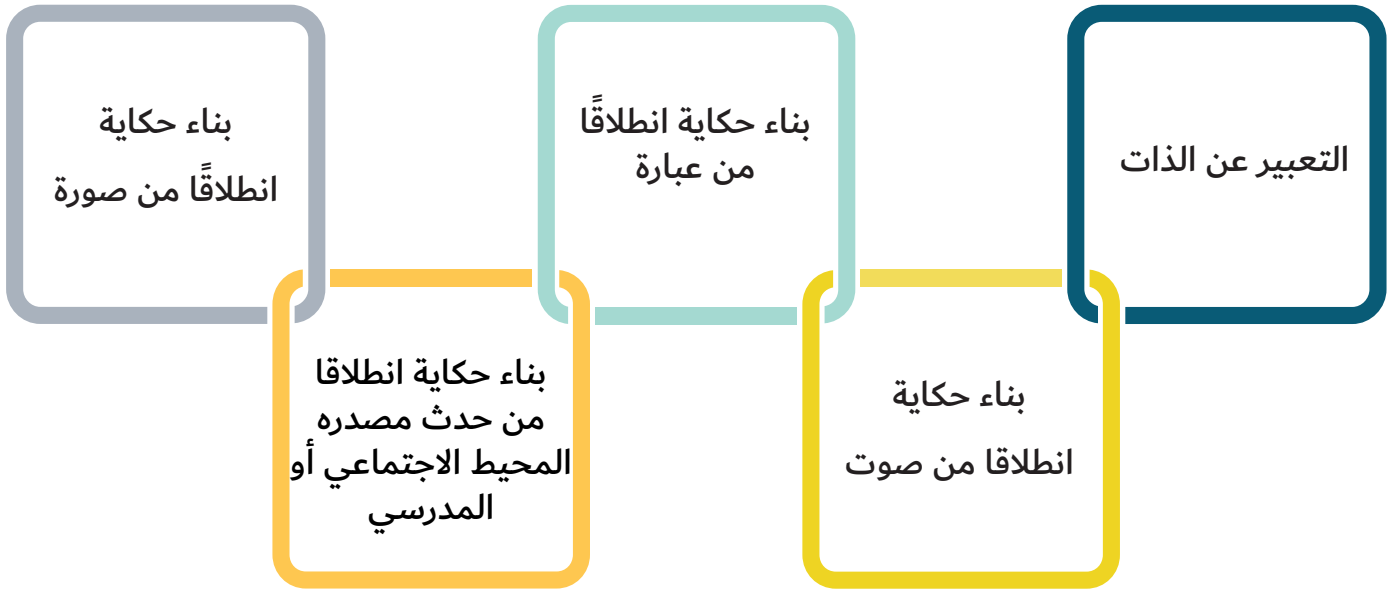 التعبير عن الذات
بناء حكاية
انطلاقا من صوت
بناء حكاية انطلاقًا
من عبارة
بناء حكاية انطلاقا
من حدث مصدره
المحيط الاجتماعي أو
المدرسي
بناء حكاية
انطلاقًا من صورة